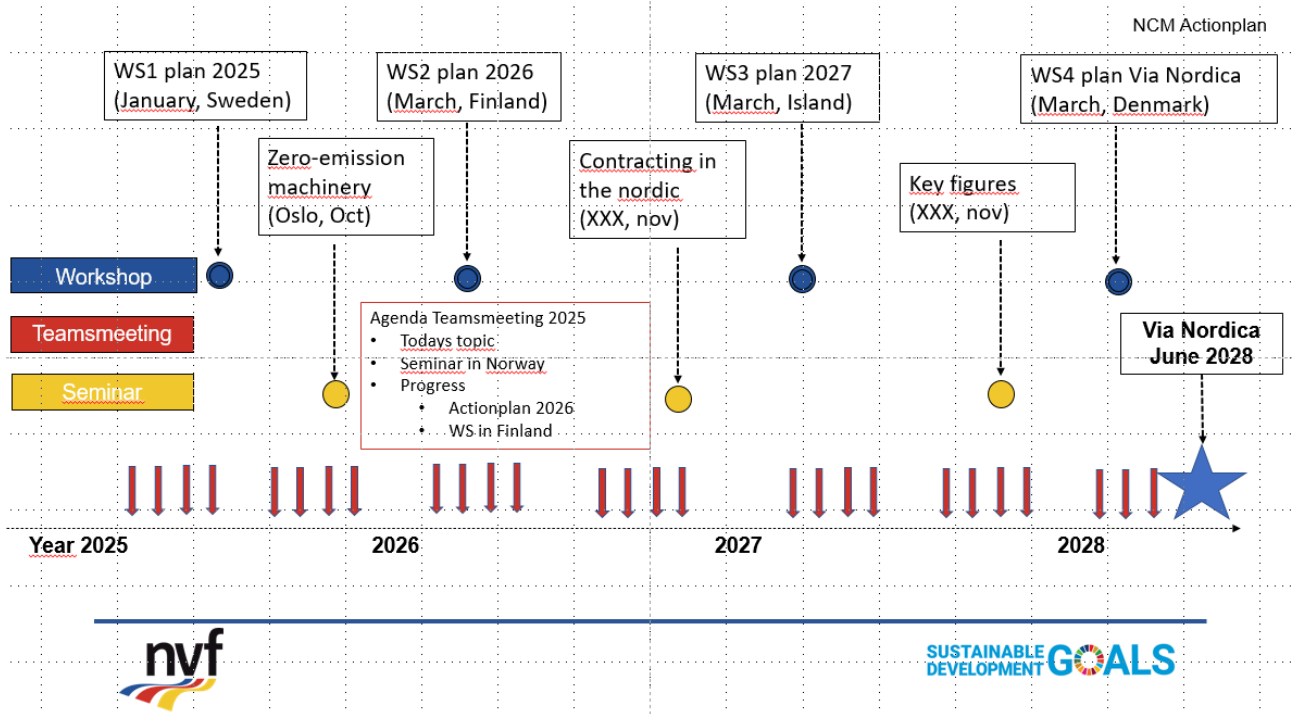 NCM Actionplan
WS1 plan 2025
(January, Sweden)
WS2 plan 2026
(March, Finland)
WS3 plan 2027
(March, Island)
WS4 plan Via Nordica
(March, Denmark)
Zero-emission
machinery
(Oslo, Oct)
Contracting in
the nordic
(XXX, nov)
Key figures
(XXX, nov)
Workshop
Teamsmeeting
Seminar
Agenda Teamsmeeting 2025
• Todays topic
• Seminar in Norway
• Progress
• Actionplan 2026
• WS in Finland
Via Nordica
June 2028
Year 2025
2026
2027
2028
nvf
SUSTAINABLE
DEVELOPMENT
GOALS